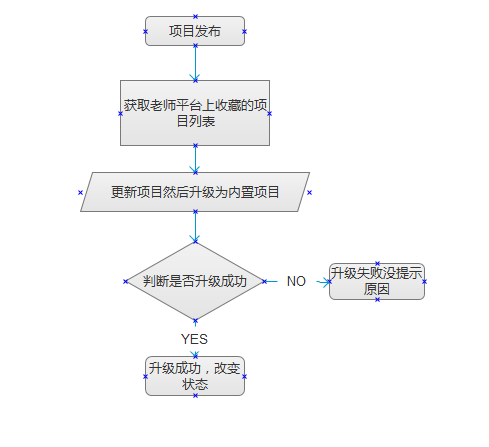 项目发布
获取老师平台上收藏的项
目列表
更新项目然后升级为内置项目
判断是否升级成功
NO
升级失败没提示
原因
YES
升级成功，改变
状态